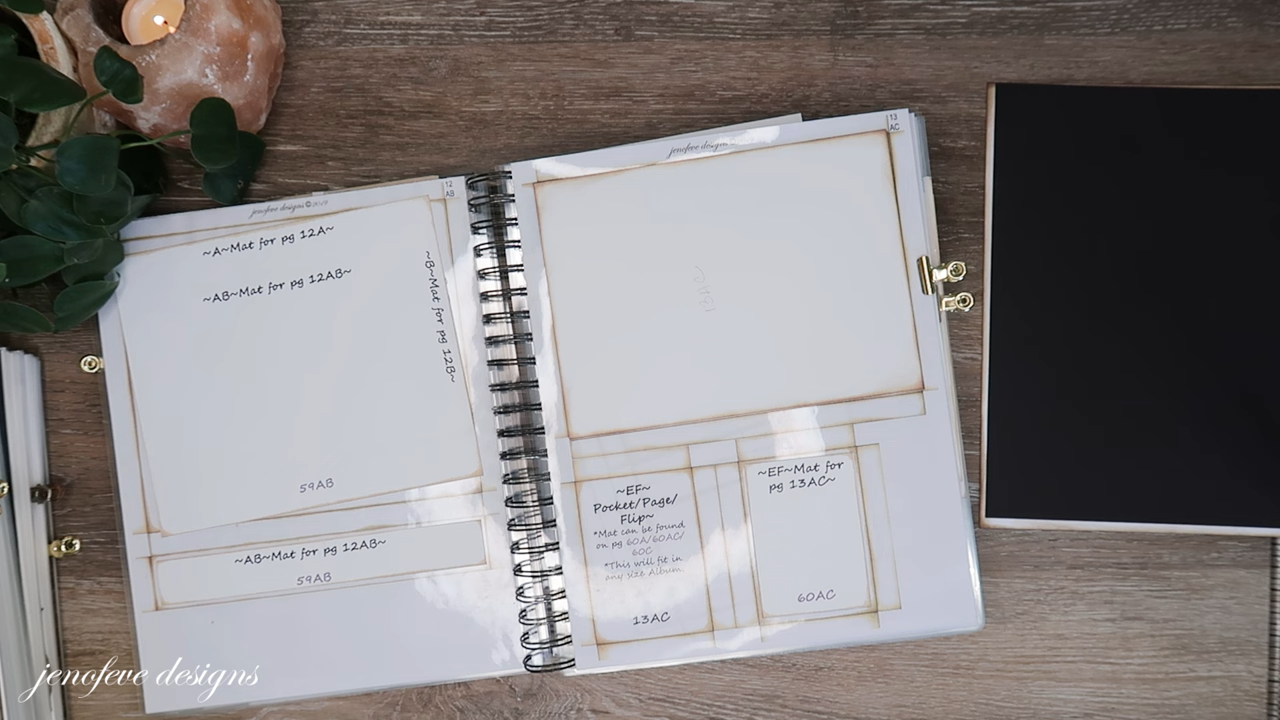 jenofeve designs © 2019
12
AB
~A~Mat for pg 12A~
~AB~Mat for pg 12AB~
~B~Mat for pg 12B~
59AB
~AB~Mat for pg 12AB~
59AB
jenofeve designs
13
AC
13AC
~EF~
Pocket/Page/
Flip~
*Mat can be found
on pg 60A/60AC/
60C
*This will fit in
any size Album.
13AC
~EF~Mat for
pg 13AC~
60AC
jenofeve designs